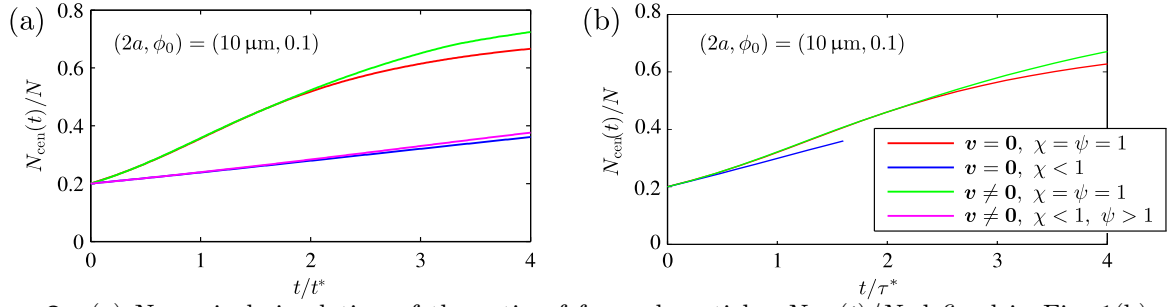 (a)
(2a, ϕ₀) = (10 μm, 0.1)
N_cen(t)/N
0.8
0.6
0.4
0.2
0
0 1 2 3 4
t/t*
(b)
(2a, ϕ₀) = (10 μm, 0.1)
N_cen(t)/N
0.8
0.6
0.4
0.2
0
0 1 2 3 4
t/τ*
v = 0, χ = ψ = 1
v = 0, χ < 1
v ≠ 0, χ = ψ = 1
v ≠ 0, χ < 1, ψ > 1